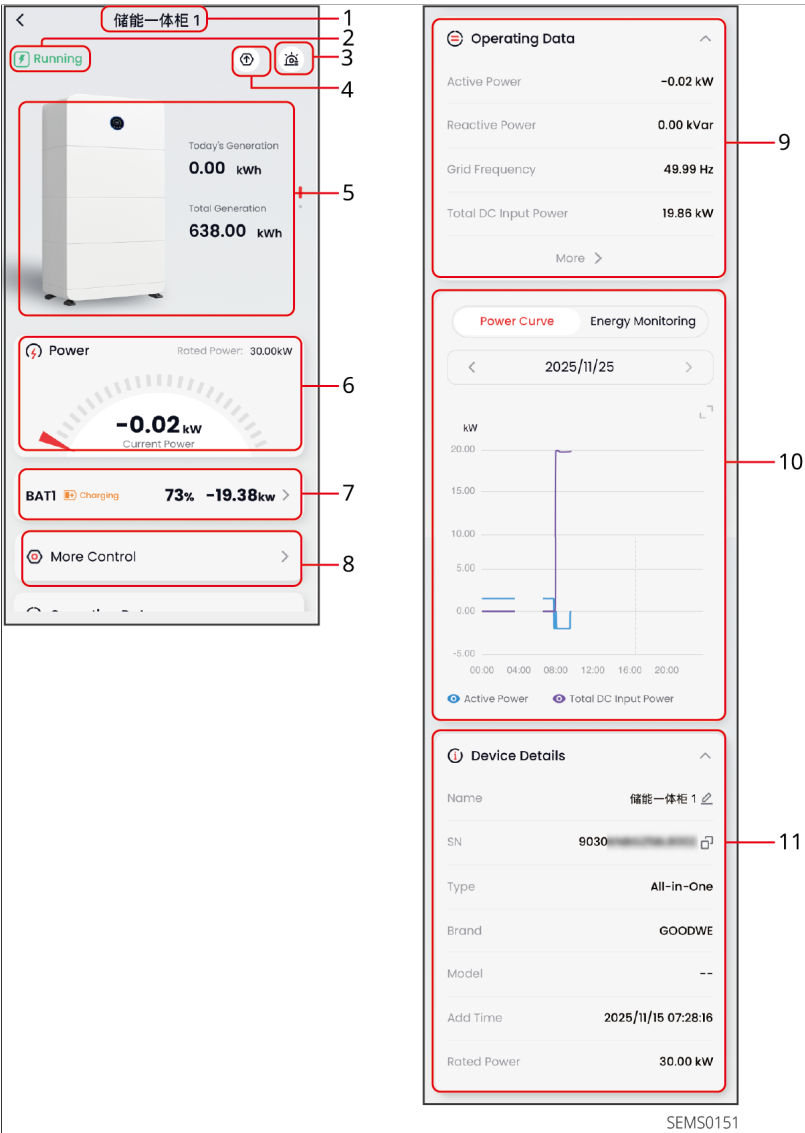 储能一体柜 1
1
2
Running
3
4
Today's Generation
0.00 kWh
5
Total Generation
638.00 kWh
Power
Rated Power: 30.00kW
6
-0.02 kW
Current Power
BAT1 Charging 73% -19.38kw
7
More Control
8
Operating Data
Active Power -0.02 kW
Reactive Power 0.00 kVar
9
Grid Frequency 49.99 Hz
Total DC Input Power 19.86 kW
More
Power Curve Energy Monitoring
2025/11/25
kW
20.00
10
15.00
10.00
5.00
0.00
-5.00
00:00 04:00 08:00 12:00 16:00 20:00
Active Power Total DC Input Power
Device Details
Name 储能一体柜 1
SN 9030
11
Type All-in-One
Brand GOODWE
Model --
Add Time 2025/11/15 07:28:16
Rated Power 30.00 kW
SEMS0151